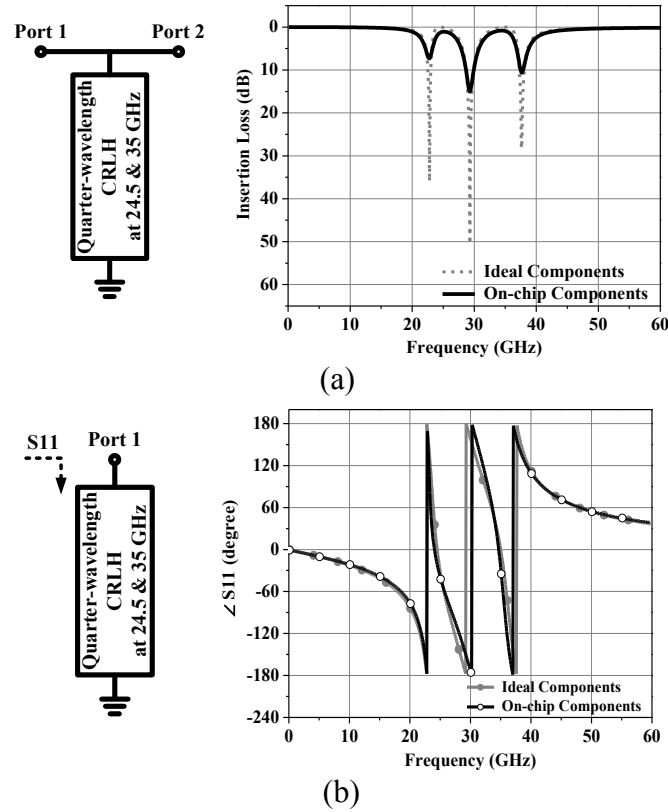 Port 1
Port 2
Quarter-wavelength
CRLH
at 24.5 & 35 GHz
Insertion Loss (dB)
0
10
20
30
40
50
60
Ideal Components
On-chip Components
0 10 20 30 40 50 60
Frequency (GHz)
(a)
S11
Port 1
Quarter-wavelength
CRLH
at 24.5 & 35 GHz
∠ S11 (degree)
180
120
60
0
-60
-120
-180
-240
Ideal Components
On-chip Components
0 10 20 30 40 50 60
Frequency (GHz)
(b)